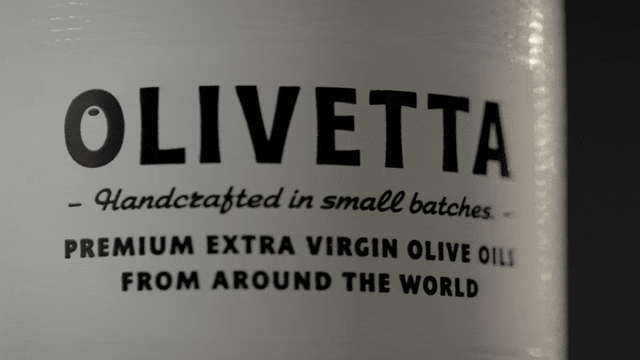 OLIVETTA
- Handcrafted in small batches -
PREMIUM EXTRA VIRGIN OLIVE OILS
FROM AROUND THE WORLD